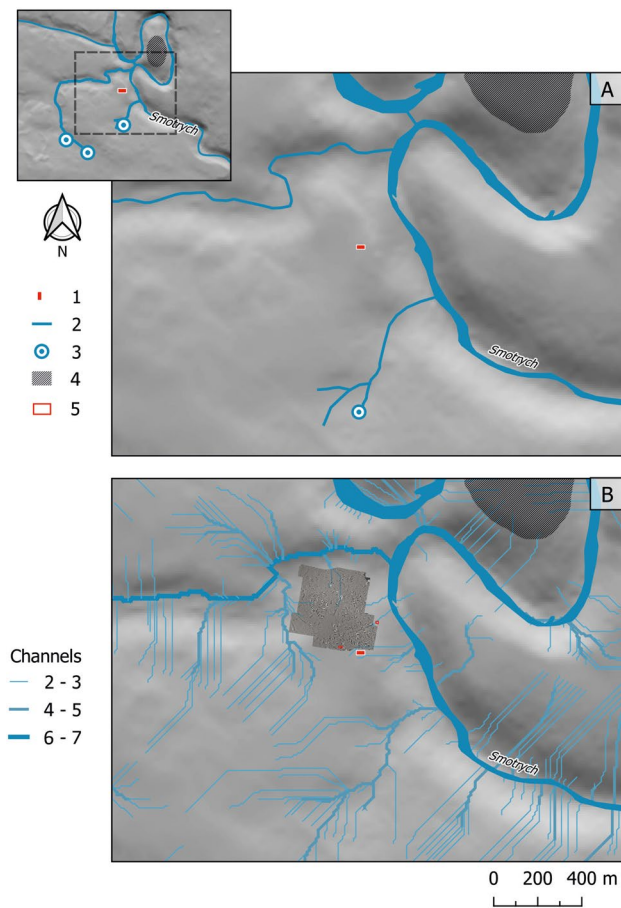 Smotrych
A
N
1
2
3
4
5
Smotrych
B
Channels
2 - 3
4 - 5
6 - 7
Smotrych
0 200 400 m